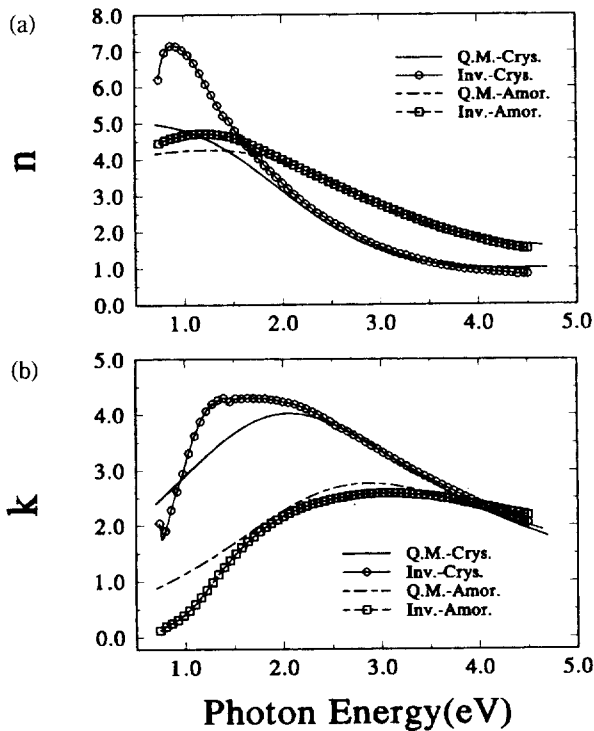 (a)
8.0
7.0
6.0
5.0
4.0
3.0
2.0
1.0
0.0
n
Q.M.-Crys.
Inv.-Crys.
Q.M.-Amor.
Inv.-Amor.
1.0 2.0 3.0 4.0 5.0
(b)
5.0
4.0
3.0
2.0
1.0
0.0
k
Q.M.-Crys.
Inv.-Crys.
Q.M.-Amor.
Inv.-Amor.
1.0 2.0 3.0 4.0 5.0
Photon Energy(eV)